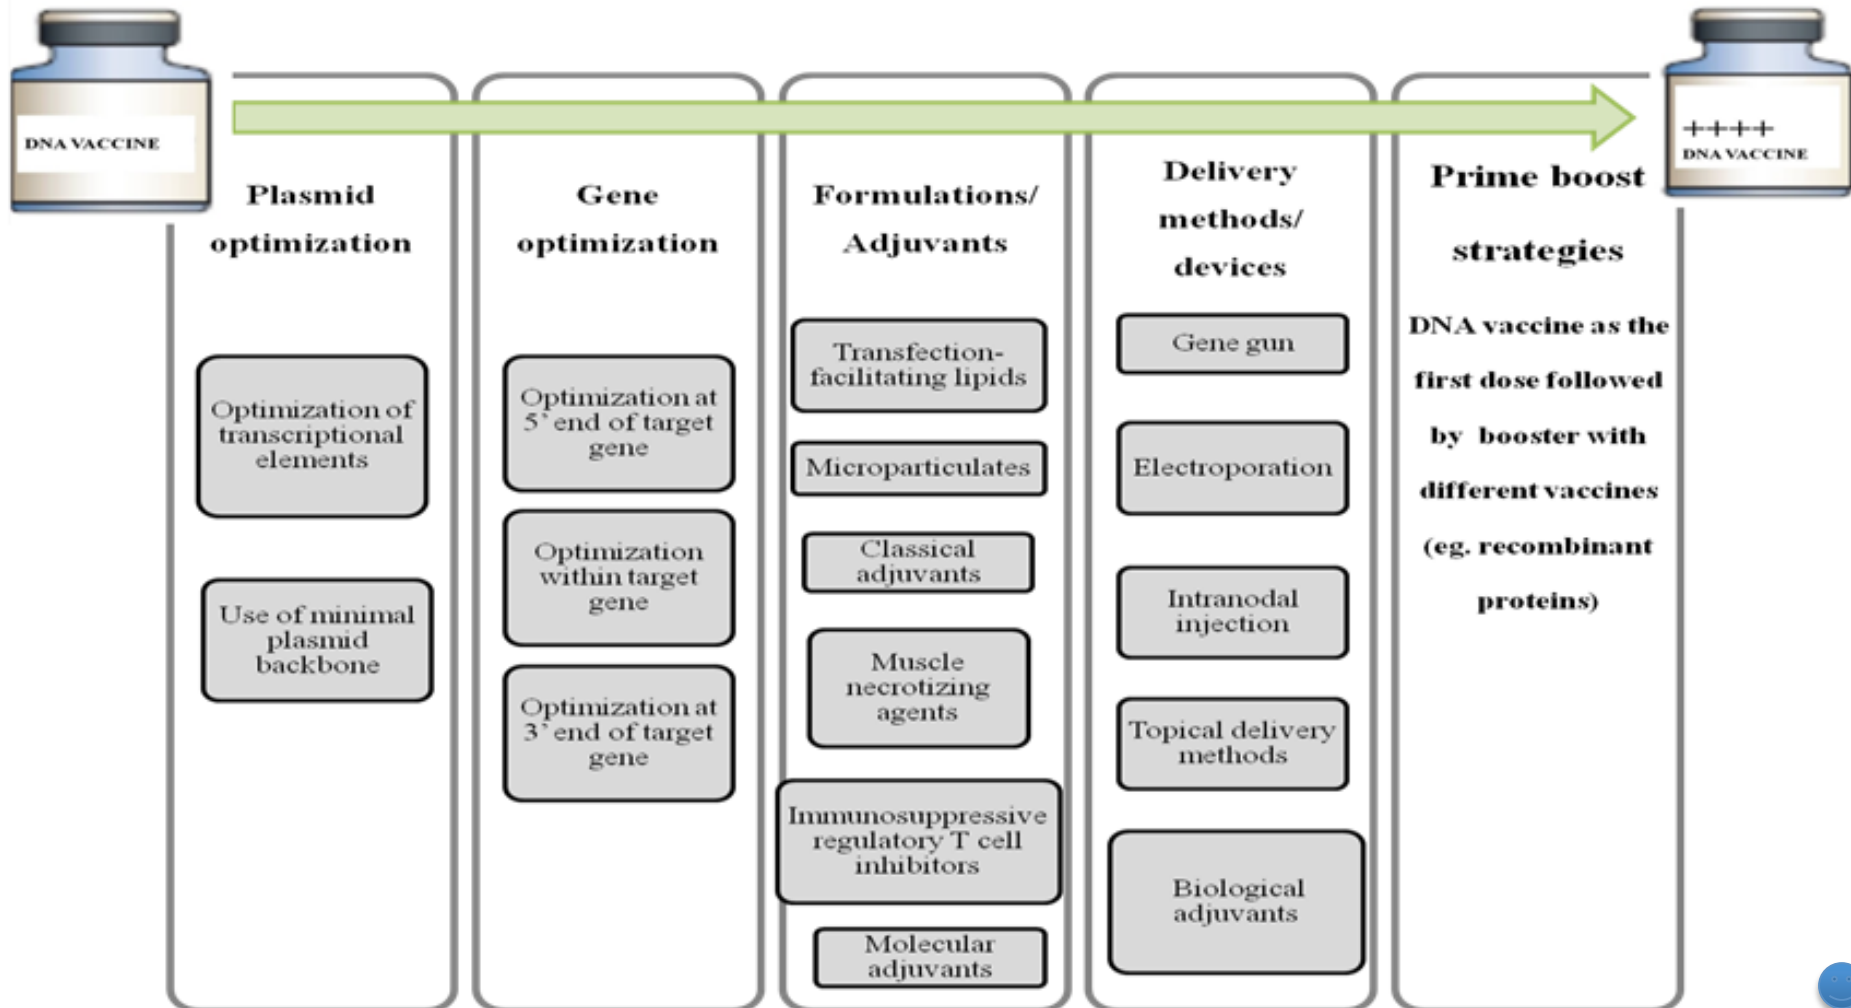 DNA VACCINE
++++
DNA VACCINE
Plasmid
optimization
Optimization of
transcriptional
elements
Use of minimal
plasmid
backbone
Gene
optimization
Optimization at
5` end of target
gene
Optimization
within target
gene
Optimization at
3` end of target
gene
Formulations/
Adjuvants
Transfection-
facilitating lipids
Microparticulates
Classical
adjuvants
Muscle
necrotizing
agents
Immunosuppressive
regulatory T cell
inhibitors
Molecular
adjuvants
Delivery
methods/
devices
Gene gun
Electroporation
Intranodal
injection
Topical delivery
methods
Biological
adjuvants
Prime boost
strategies
DNA vaccine as the
first dose followed
by booster with
different vaccines
(eg. recombinant
proteins)